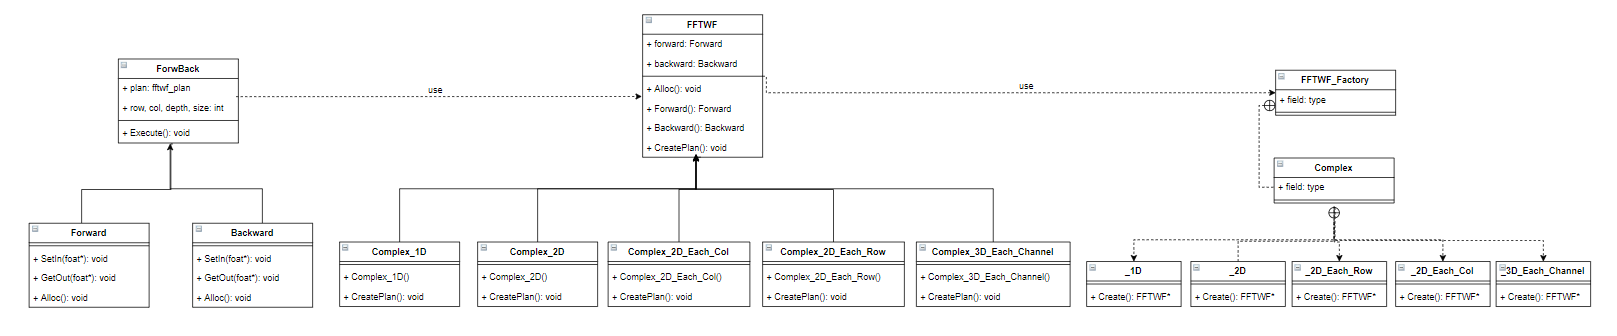 FFTWF
+ forward: Forward
+ backward: Backward
+ Alloc(): void
+ Forward(): Forward
+ Backward(): Backward
+ CreatePlan(): void
ForwBack
+ plan: fftwf_plan
+ row, col, depth, size: int
+ Execute(): void
use
use
FFTWF_Factory
+ field: type
Complex
+ field: type
Forward
+ SetIn(foat*): void
+ GetOut(foat*): void
+ Alloc(): void
Backward
+ SetIn(foat*): void
+ GetOut(foat*): void
+ Alloc(): void
Complex_1D
+ Complex_1D()
+ CreatePlan(): void
Complex_2D
+ Complex_2D()
+ CreatePlan(): void
Complex_2D_Each_Col
+ Complex_2D_Each_Col()
+ CreatePlan(): void
Complex_2D_Each_Row
+ Complex_2D_Each_Row()
+ CreatePlan(): void
Complex_3D_Each_Channel
+ Complex_3D_Each_Channel()
+ CreatePlan(): void
_1D
+ Create(): FFTWF*
_2D
+ Create(): FFTWF*
_2D_Each_Row
+ Create(): FFTWF*
_2D_Each_Col
+ Create(): FFTWF*
_3D_Each_Channel
+ Create(): FFTWF*